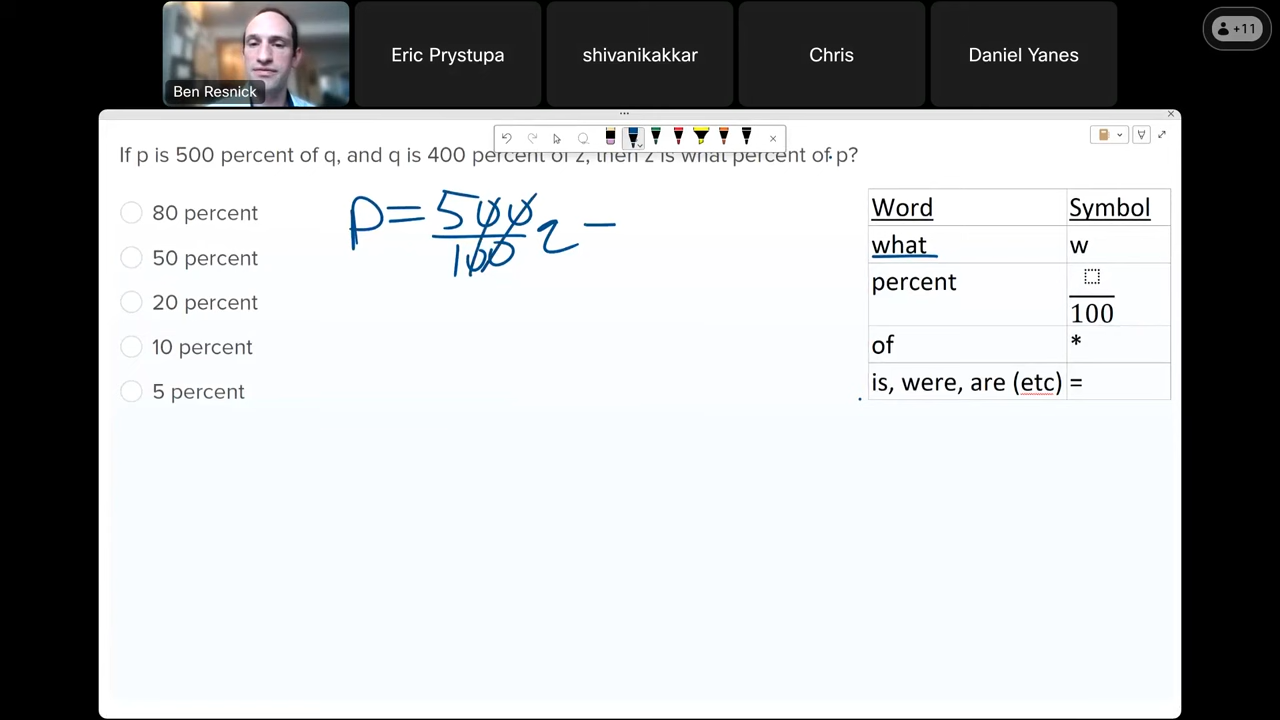 +11
Ben Resnick
Eric Prystupa
shivanikakkar
Chris
Daniel Yanes
If p is 500 percent of q, and q is 400 percent of z, then z is what percent of p?
80 percent
50 percent
20 percent
10 percent
5 percent
p = 500/100 q =
Word Symbol
what w
percent ⬚/100
of *
is, were, are (etc) =